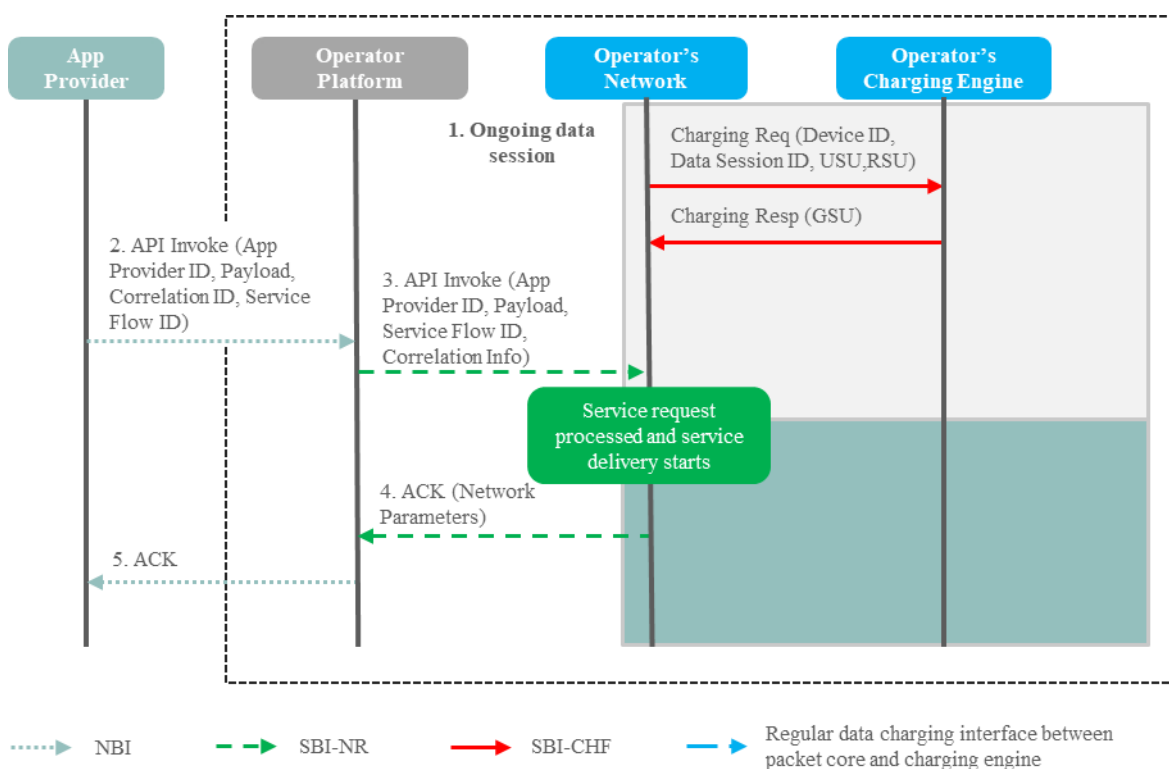 App
Provider
Operator
Platform
Operator's
Network
Operator's
Charging Engine
1. Ongoing data
session
Charging Req (Device ID,
Data Session ID, USU,RSU)
Charging Resp (GSU)
2. API Invoke (App
Provider ID, Payload,
Correlation ID, Service
Flow ID)
3. API Invoke (App
Provider ID, Payload,
Service Flow ID,
Correlation Info)
Service request
processed and service
delivery starts
4. ACK (Network
Parameters)
5. ACK
NBI
SBI-NR
SBI-CHF
Regular data charging interface between
packet core and charging engine